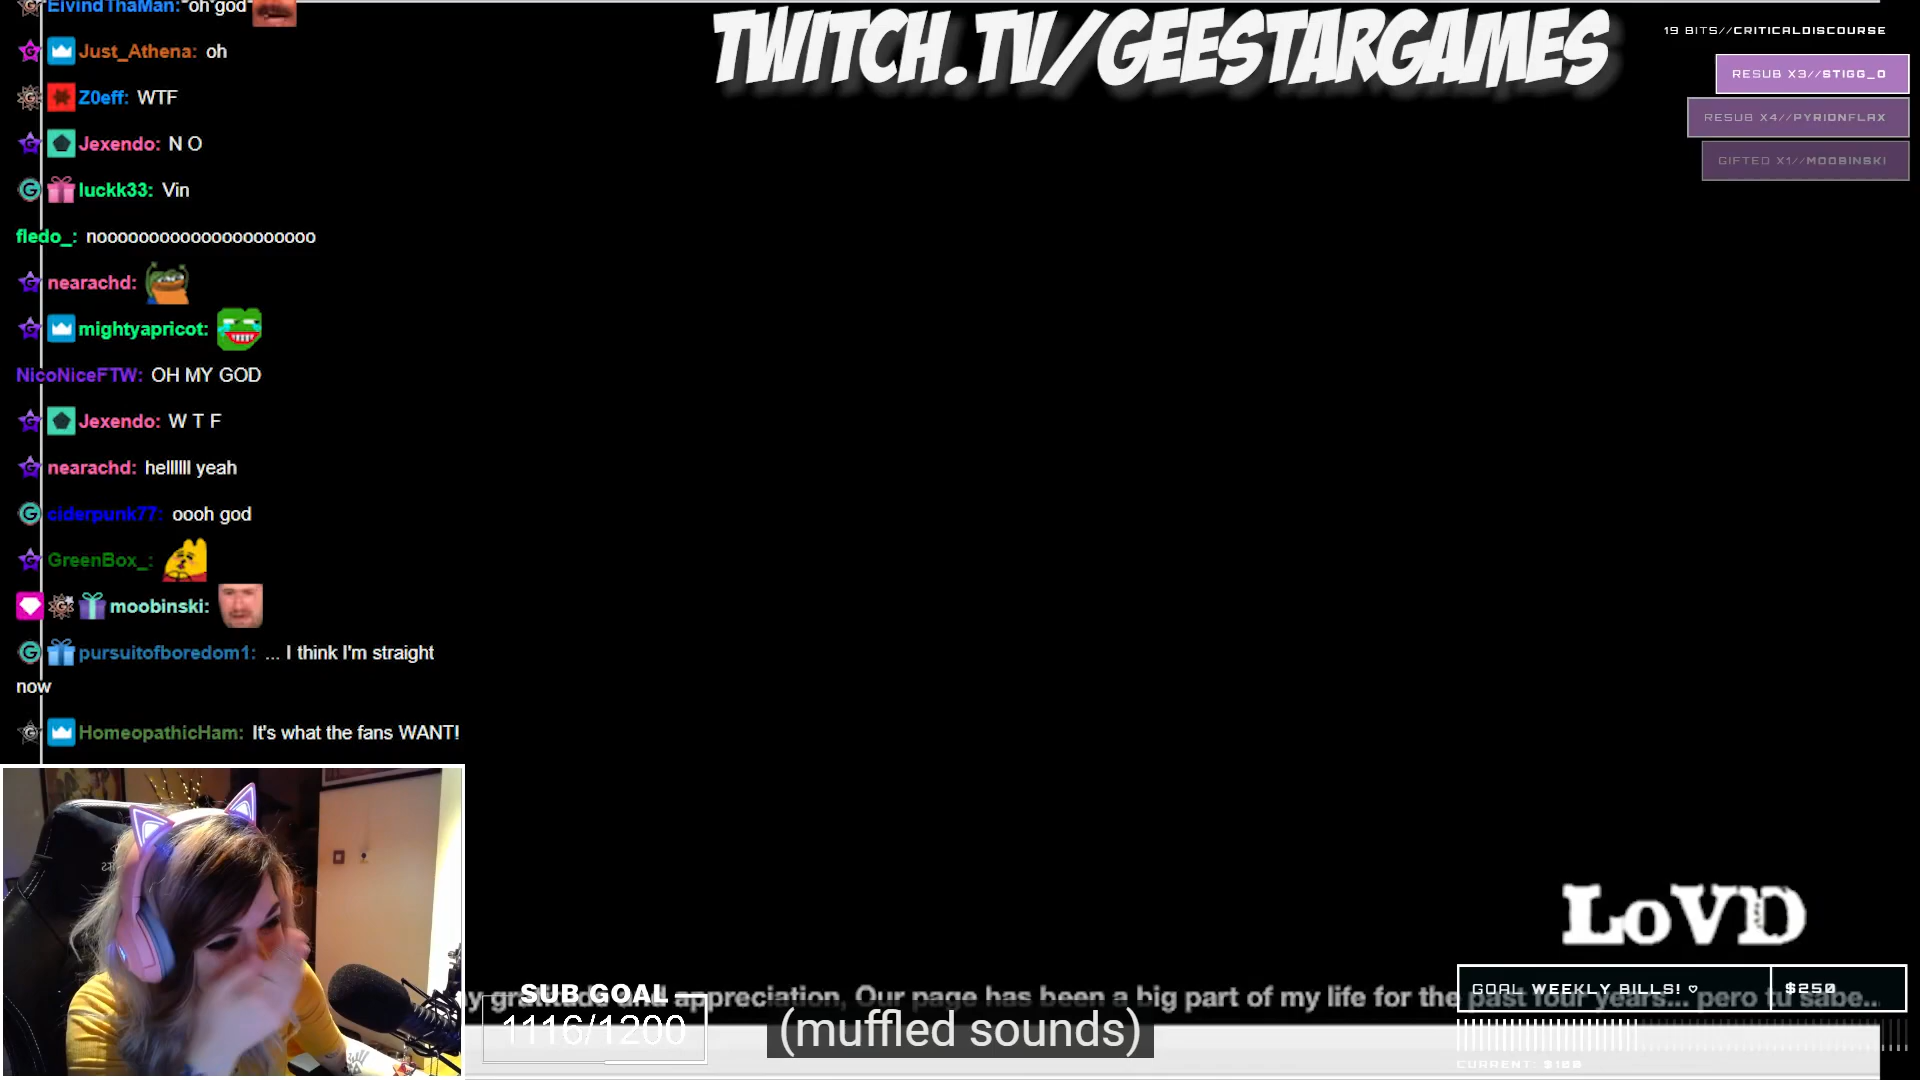 EivindThaMan: oh god
Just_Athena: oh
Z0eff: WTF
Jexendo: N O
luckk33: Vin
fledo_: noooooooooooooooooooooo
nearachd:
mightyapricot:
NicoNiceFTW: OH MY GOD
Jexendo: W T F
nearachd: hellllll yeah
ciderpunk77: oooh god
GreenBox_:
moobinski:
pursuitofboredom1: ... I think I'm straight
now
HomeopathicHam: It's what the fans WANT!
TWITCH.TV/GEESTARGAMES
19 BITS//CRITICALDISCOURSE
RESUB X3//STIGG_O
RESUB X4//PYRIONFLAX
GIFTED X1//MOOBINSKI
LoVD
GOAL WEEKLY BILLS! ♡ $250
CURRENT: $100
y gratitude and appreciation, Our page has been a big part of my life for the past four years... pero tu sabe...
SUB GOAL
1116/1200
(muffled sounds)